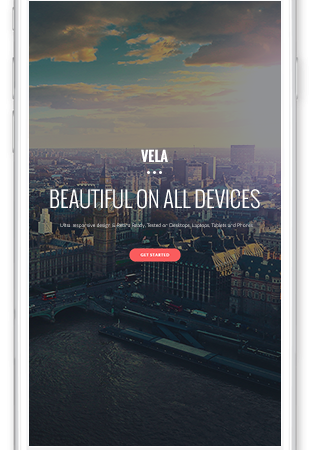 VELA
BEAUTIFUL ON ALL DEVICES
Ultra responsive design & Retina Ready. Tested on Desktops, Laptops, Tablets and Phones
GET STARTED